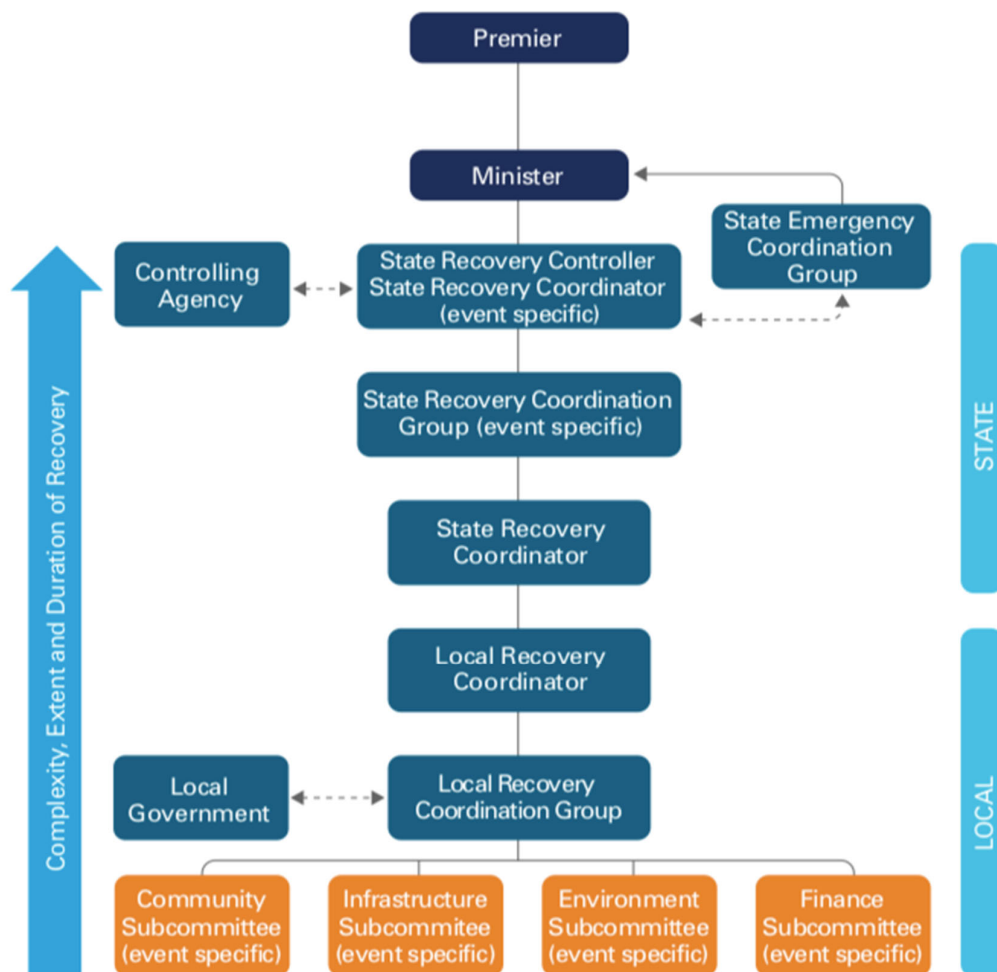 Premier
Minister
State Emergency
Coordination
Group
Controlling
Agency
State Recovery Controller
State Recovery Coordinator
(event specific)
State Recovery Coordination
Group (event specific)
State Recovery
Coordinator
Local Recovery
Coordinator
Local
Government
Local Recovery
Coordination Group
Community
Subcommittee
(event specific)
Infrastructure
Subcommitee
(event specific)
Environment
Subcommittee
(event specific)
Finance
Subcommittee
(event specific)
Complexity, Extent and Duration of Recovery
STATE
LOCAL